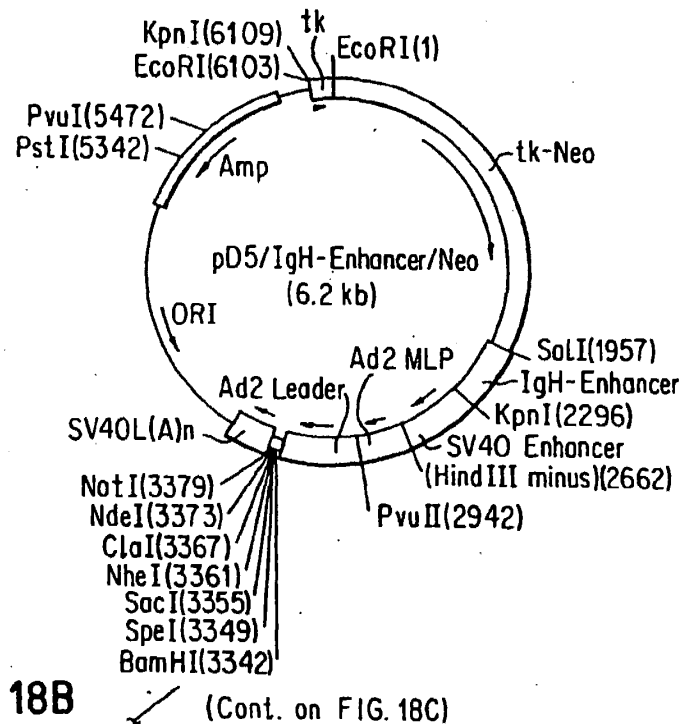 tk
KpnI(6109)
EcoRI(1)
EcoRI(6103)
PvuI(5472)
PstI(5342)
Amp
tk-Neo
pD5/IgH-Enhancer/Neo
(6.2 kb)
ORI
SalI(1957)
Ad2 MLP
IgH-Enhancer
Ad2 Leader
KpnI(2296)
SV40L(A)n
SV40 Enhancer
(HindIII minus)(2662)
NotI(3379)
PvuII(2942)
NdeI(3373)
ClaI(3367)
NheI(3361)
SacI(3355)
SpeI(3349)
BamHI(3342)
18B
(Cont. on FIG. 18C)